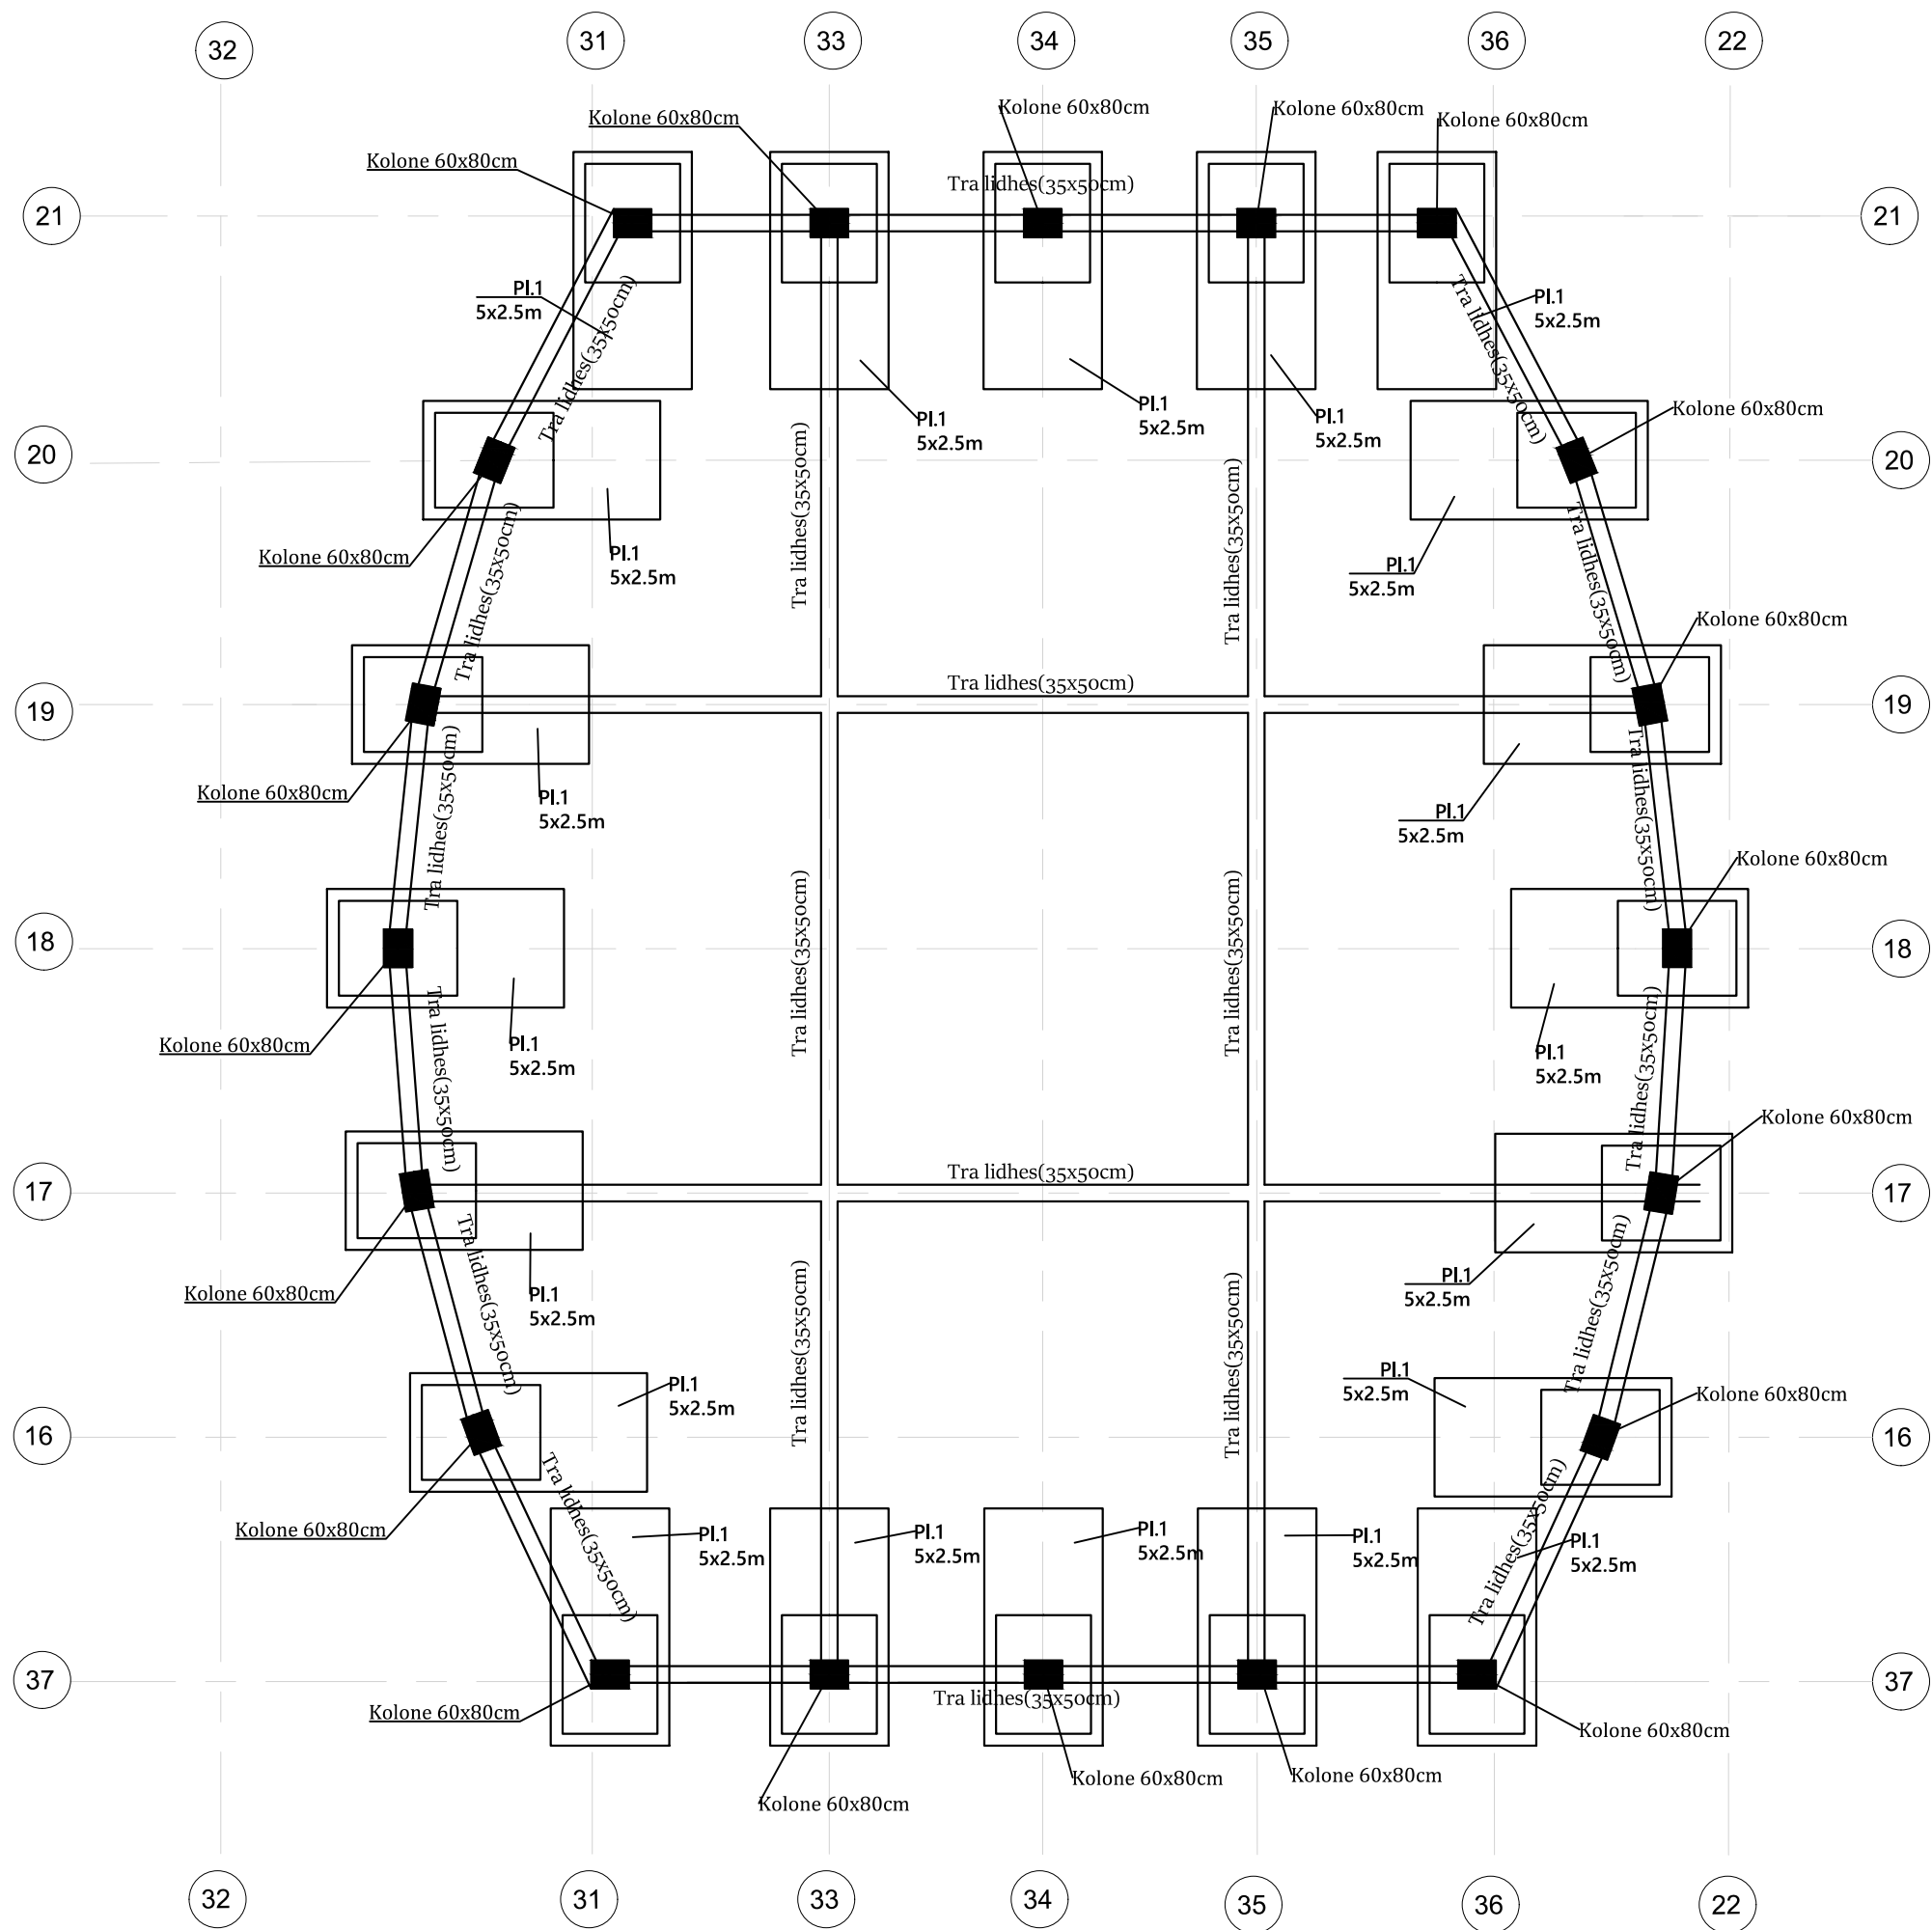 32
31
33
34
35
36
22
Kolone 60x80cm
Kolone 60x80cm
Kolone 60x80cm
Kolone 60x80cm
Kolone 60x80cm
21
Tra lidhes(35x50cm)
21
Pl.1
5x2.5m
Tra lidhes(35x50cm)
Tra lidhes(35x50cm)
Pl.1
5x2.5m
Pl.1
5x2.5m
Pl.1
5x2.5m
Pl.1
5x2.5m
Kolone 60x80cm
20
20
Kolone 60x80cm
Tra lidhes(35x50cm)
Pl.1
5x2.5m
Tra lidhes(35x50cm)
Tra lidhes(35x50cm)
Pl.1
5x2.5m
Tra lidhes(35x50cm)
Kolone 60x80cm
19
Tra lidhes(35x50cm)
19
Kolone 60x80cm
Tra lidhes(35x50cm)
Pl.1
5x2.5m
Pl.1
5x2.5m
Tra lidhes(35x50cm)
Kolone 60x80cm
18
Tra lidhes(35x50cm)
Tra lidhes(35x50cm)
18
Kolone 60x80cm
Tra lidhes(35x50cm)
Pl.1
5x2.5m
Pl.1
5x2.5m
Tra lidhes(35x50cm)
Kolone 60x80cm
17
Tra lidhes(35x50cm)
17
Kolone 60x80cm
Tra lidhes(35x50cm)
Pl.1
5x2.5m
Tra lidhes(35x50cm)
Tra lidhes(35x50cm)
Pl.1
5x2.5m
Tra lidhes(35x50cm)
Pl.1
5x2.5m
Pl.1
5x2.5m
Kolone 60x80cm
16
16
Kolone 60x80cm
Tra lidhes(35x50cm)
Pl.1
5x2.5m
Pl.1
5x2.5m
Pl.1
5x2.5m
Pl.1
5x2.5m
Tra lidhes(35x50cm)
Pl.1
5x2.5m
37
Kolone 60x80cm
Tra lidhes(35x50cm)
Kolone 60x80cm
37
Kolone 60x80cm
Kolone 60x80cm
Kolone 60x80cm
32
31
33
34
35
36
22